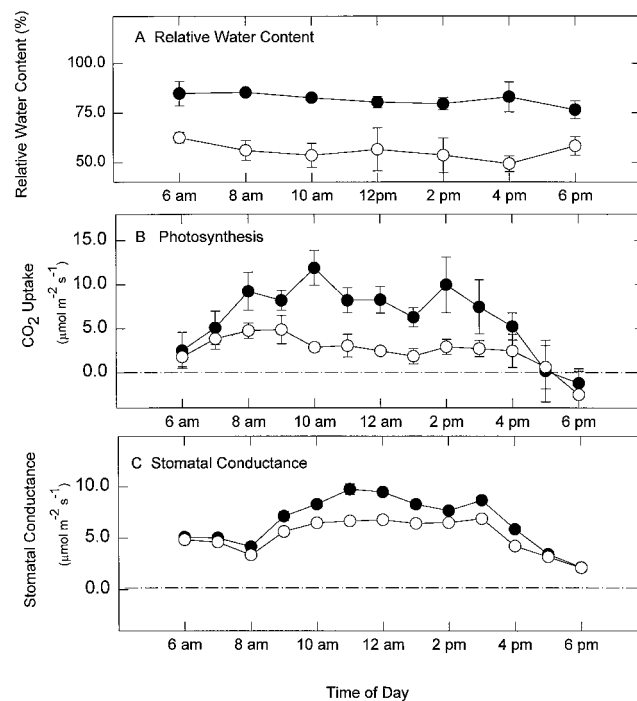 A Relative Water Content
Relative Water Content (%)
100.0
75.0
50.0
6 am 8 am 10 am 12pm 2 pm 4 pm 6 pm
B Photosynthesis
CO2 Uptake
(μmol m-2 s-1)
15.0
10.0
5.0
0.0
6 am 8 am 10 am 12 am 2 pm 4 pm 6 pm
C Stomatal Conductance
Stomatal Conductance
(μmol m-2 s-1)
10.0
5.0
0.0
6 am 8 am 10 am 12 am 2 pm 4 pm 6 pm
Time of Day